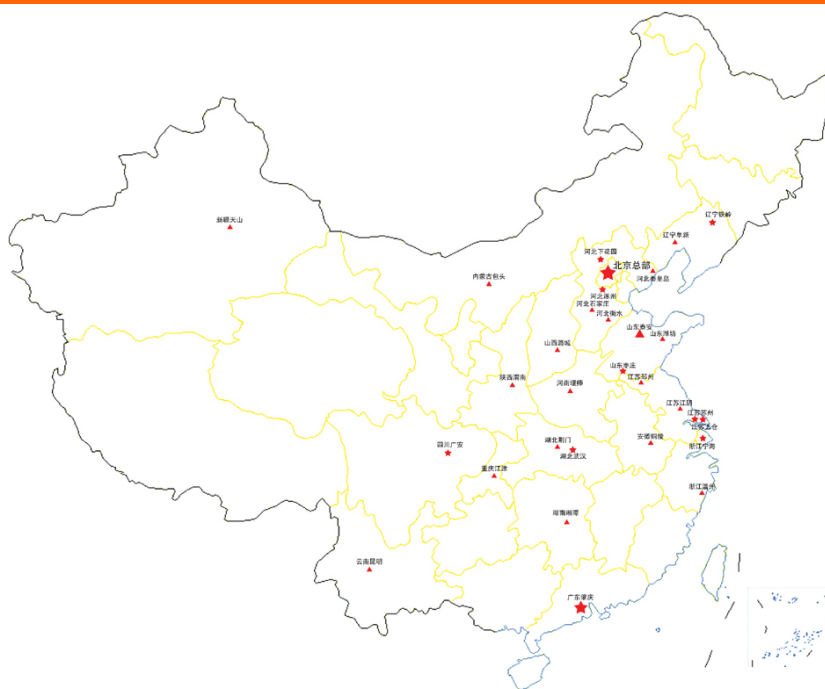 辽宁铁岭
新疆天山
辽宁阜新
河北下花园
北京总部
内蒙古包头
河北秦皇岛
河北涿州
河北石家庄
河北衡水
山东泰安
山东潍坊
山西潞城
山东枣庄
江苏邳州
陕西渭南
河南偃师
江苏江阴
江苏苏州
江苏太仓
安徽铜陵
湖北荆门
四川广安
浙江宁海
湖北武汉
重庆江津
浙江温州
湖南湘潭
云南昆明
广东肇庆